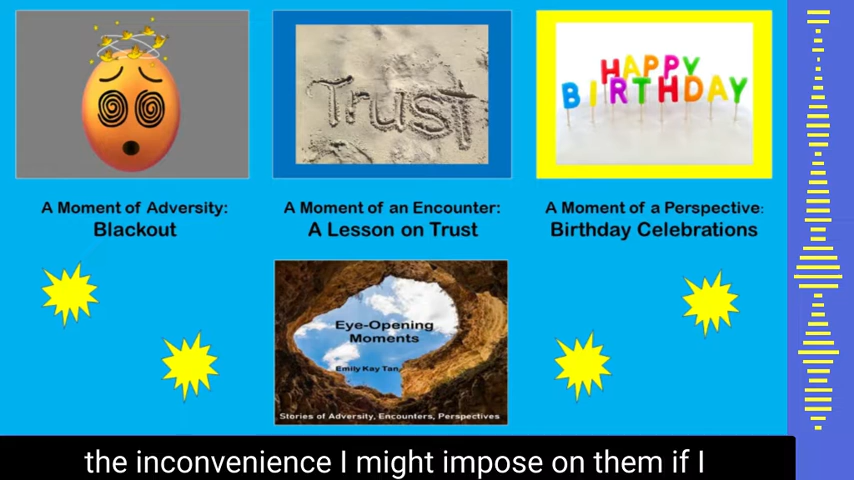 Trust
HAPPY
BIRTHDAY
A Moment of Adversity:
Blackout
A Moment of an Encounter:
A Lesson on Trust
A Moment of a Perspective:
Birthday Celebrations
Eye-Opening
Moments
Emily Kay Tan
Stories of Adversity, Encounters, Perspectives
the inconvenience I might impose on them if I